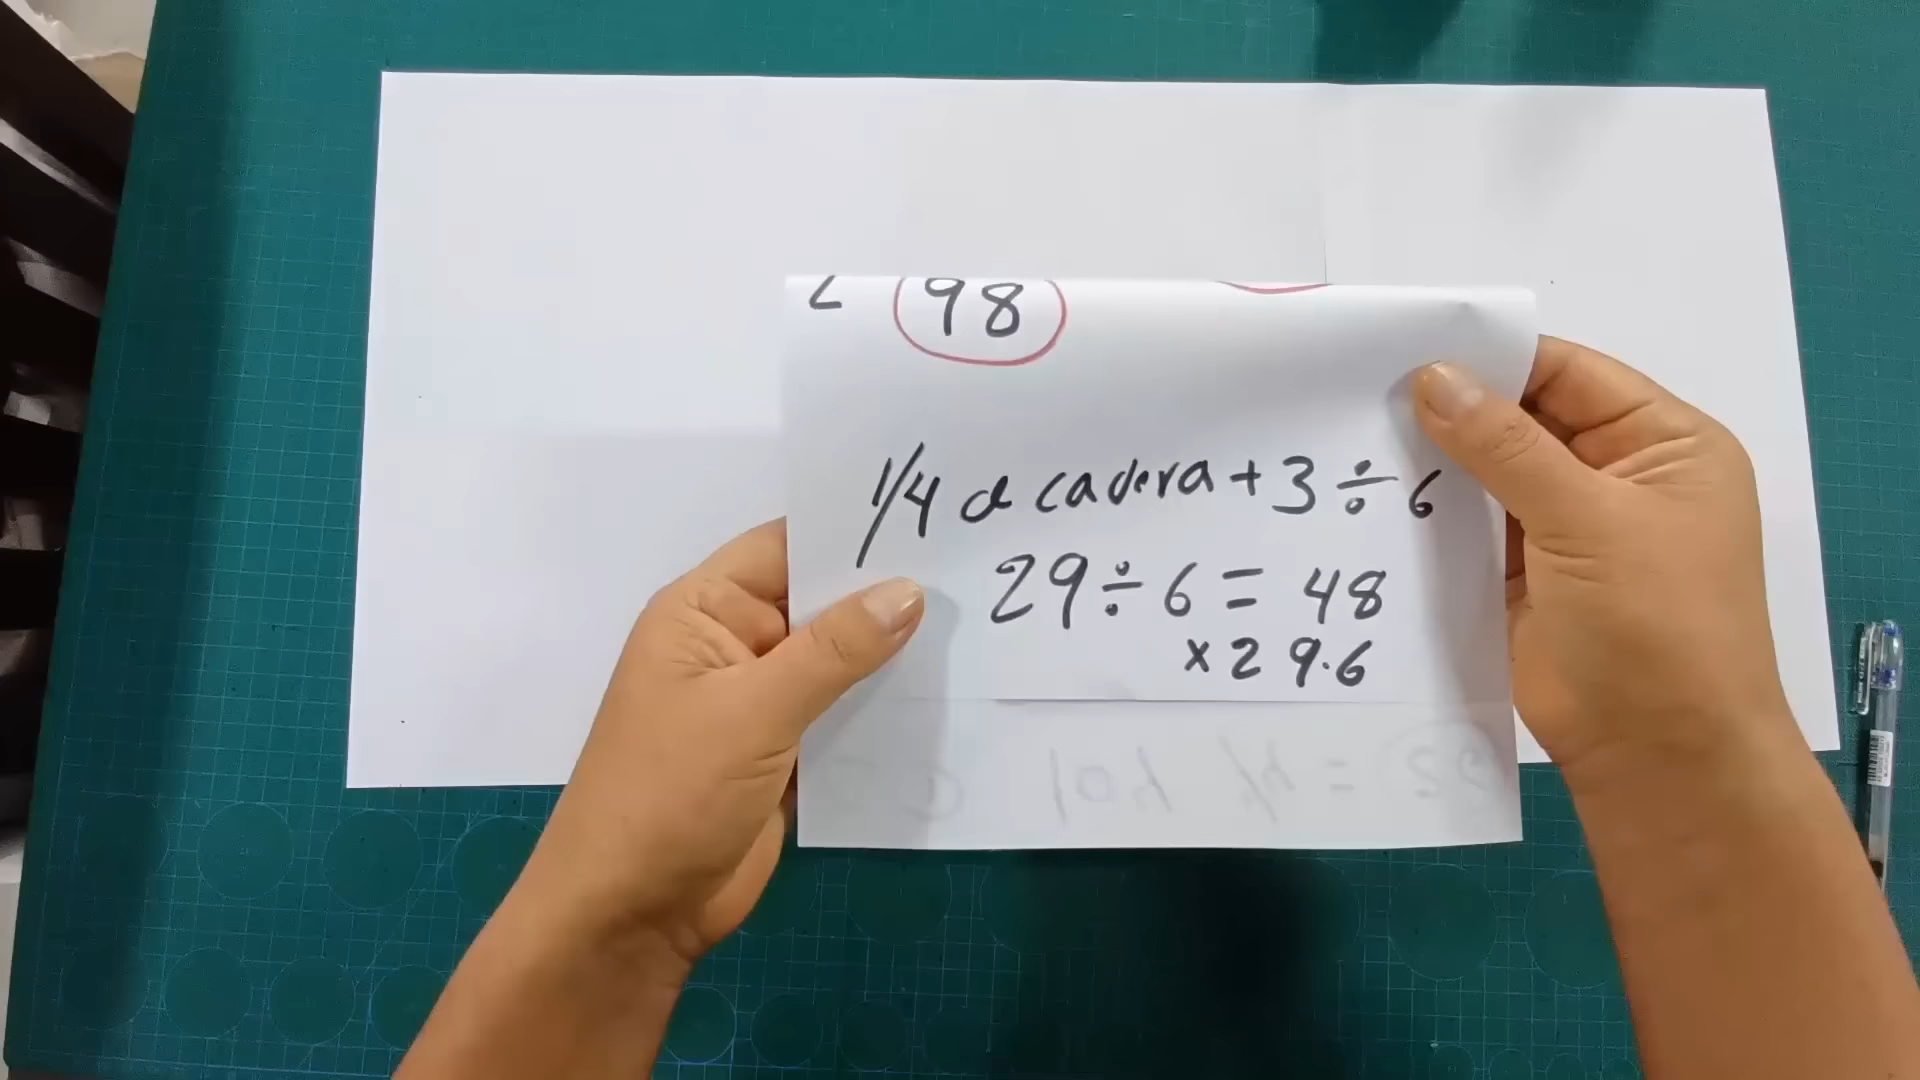 98
1/4 d cadera + 3 ÷ 6
29 ÷ 6 = 48
x 2 9.6